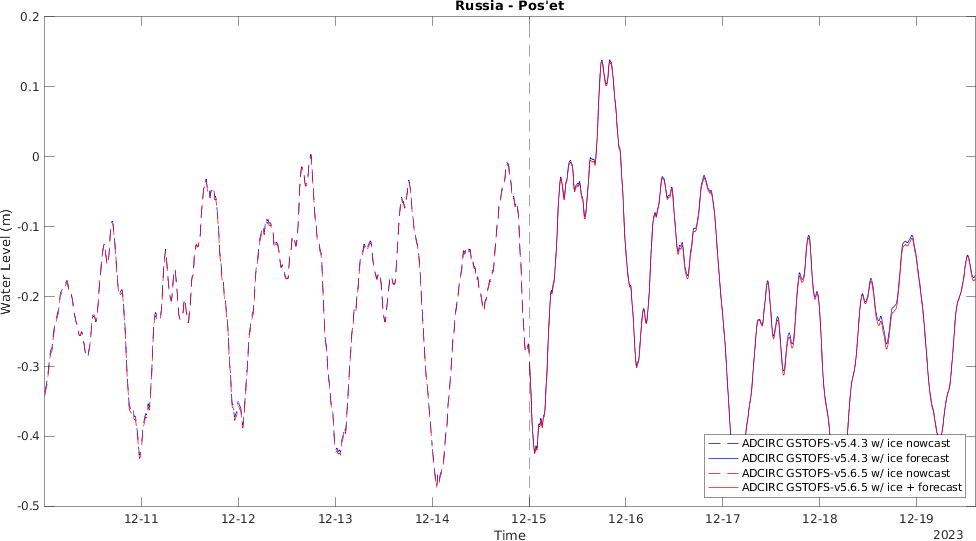 Russia - Pos'et
0.2
0.1
0
-0.1
-0.2
-0.3
-0.4
-0.5
Water Level (m)
12-11 12-12 12-13 12-14 12-15 12-16 12-17 12-18 12-19
Time
2023
ADCIRC GSTOFS-v5.4.3 w/ ice nowcast
ADCIRC GSTOFS-v5.4.3 w/ ice forecast
ADCIRC GSTOFS-v5.6.5 w/ ice nowcast
ADCIRC GSTOFS-v5.6.5 w/ ice + forecast